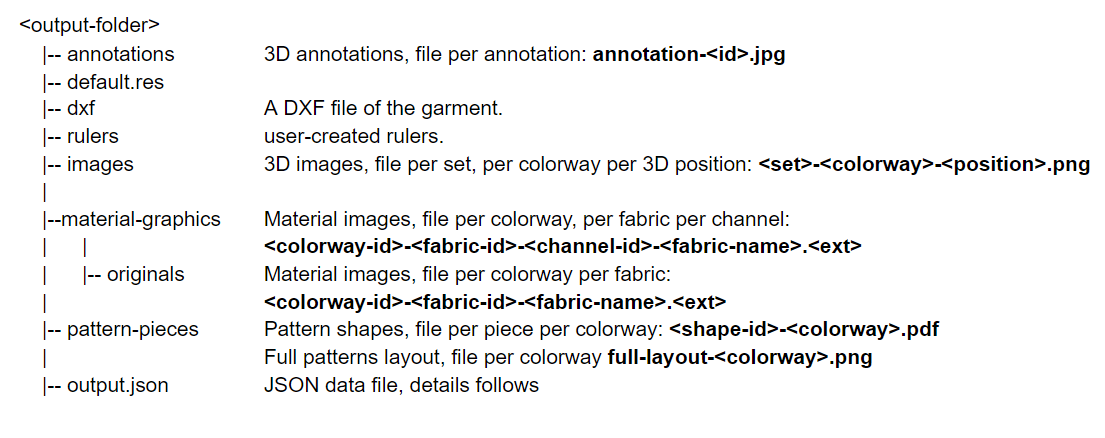 <output-folder>
|-- annotations 3D annotations, file per annotation: annotation-<id>.jpg
|-- default.res
|-- dxf A DXF file of the garment.
|-- rulers user-created rulers.
|-- images 3D images, file per set, per colorway per 3D position: <set>-<colorway>-<position>.png
|
|--material-graphics Material images, file per colorway, per fabric per channel:
| | <colorway-id>-<fabric-id>-<channel-id>-<fabric-name>.<ext>
| |-- originals Material images, file per colorway per fabric:
| <colorway-id>-<fabric-id>-<fabric-name>.<ext>
|-- pattern-pieces Pattern shapes, file per piece per colorway: <shape-id>-<colorway>.pdf
| Full patterns layout, file per colorway full-layout-<colorway>.png
|-- output.json JSON data file, details follows